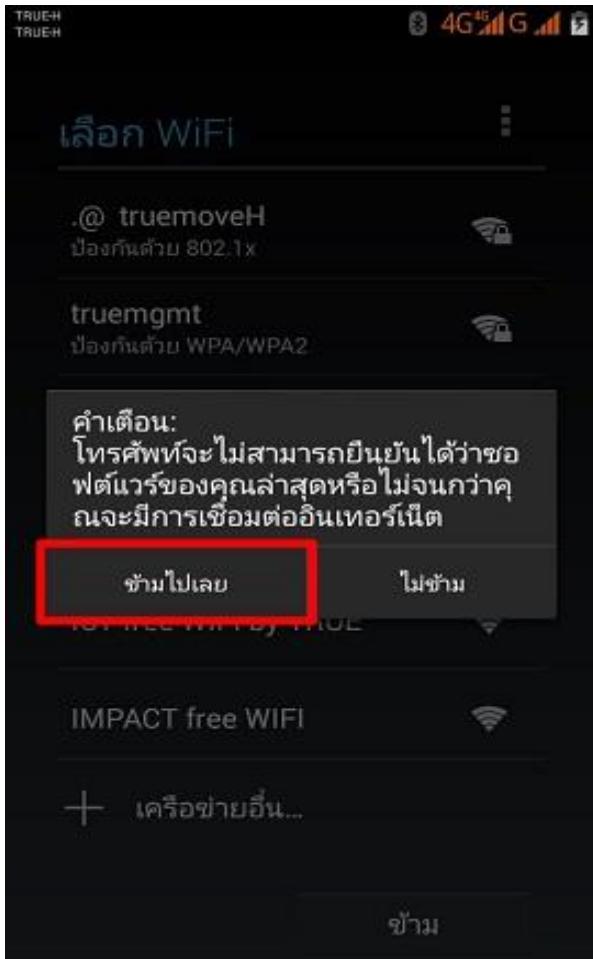 TRUE-H
TRUE-H
4G 4G G
เลือก WiFi
.@ truemoveH
ป้องกันด้วย 802.1x
truemgmt
ป้องกันด้วย WPA/WPA2
คำเตือน:
โทรศัพท์จะไม่สามารถยืนยันได้ว่าซอ
ฟต์แวร์ของคุณล่าสุดหรือไม่จนกว่าคุ
ณจะมีการเชื่อมต่ออินเทอร์เน็ต
ข้ามไปเลย
ไม่ข้าม
free WiFi by TRUE
IMPACT free WIFI
เครือข่ายอื่น...
ข้าม